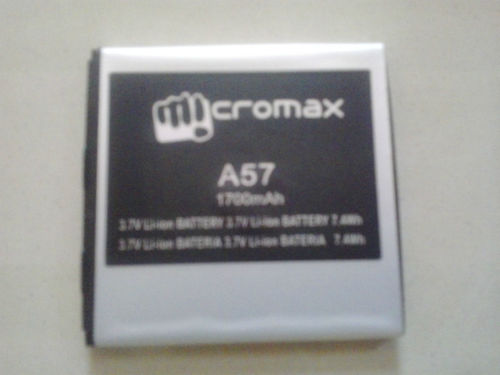 micromax
A57
1700mAh
3.7V Li-ion BATTERY 3.7V Li-ion BATTERY 7.4Wh
3.7V Li-ion BATERIA 3.7V Li-ion BATERIA 7.4Wh